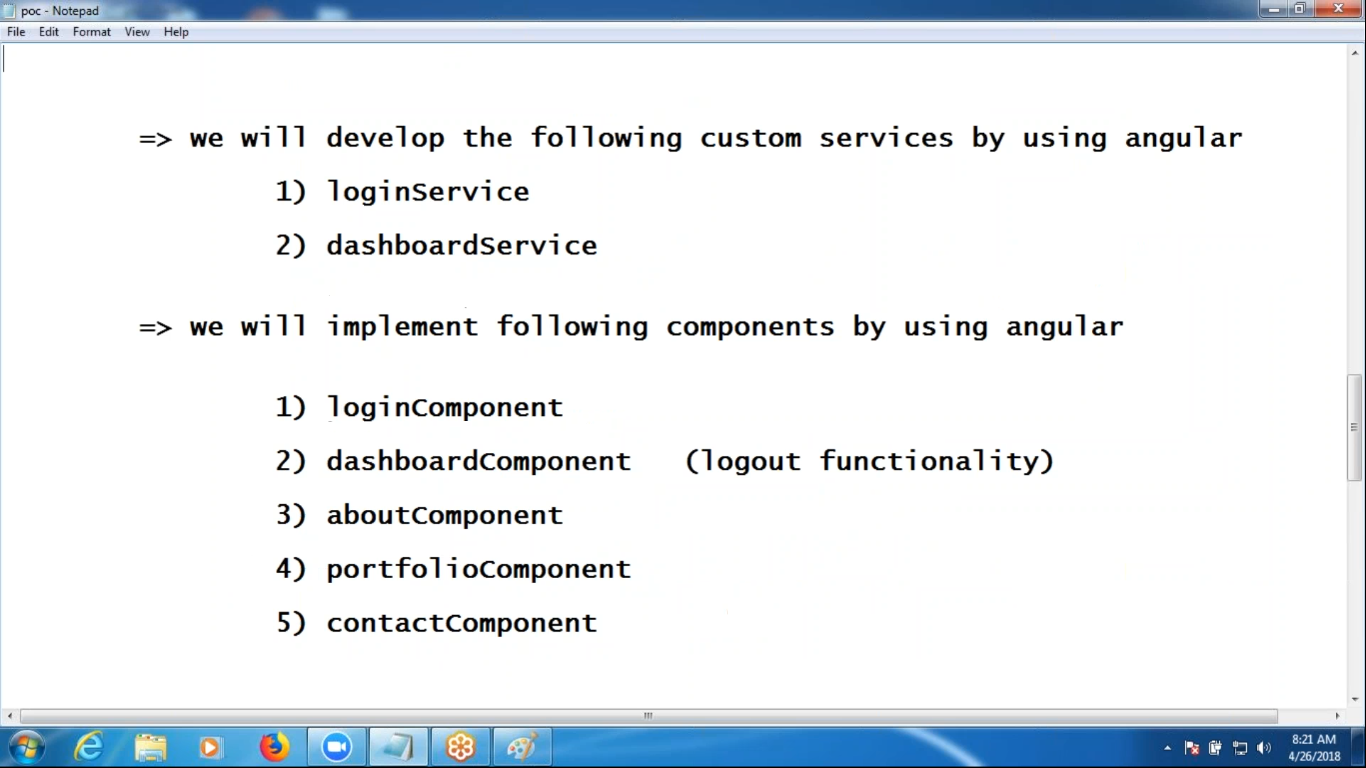 poc - Notepad
File Edit Format View Help
=> we will develop the following custom services by using angular
1) loginService
2) dashboardService
=> we will implement following components by using angular
1) loginComponent
2) dashboardComponent (logout functionality)
3) aboutComponent
4) portfolioComponent
5) contactComponent
8:21 AM
4/26/2018